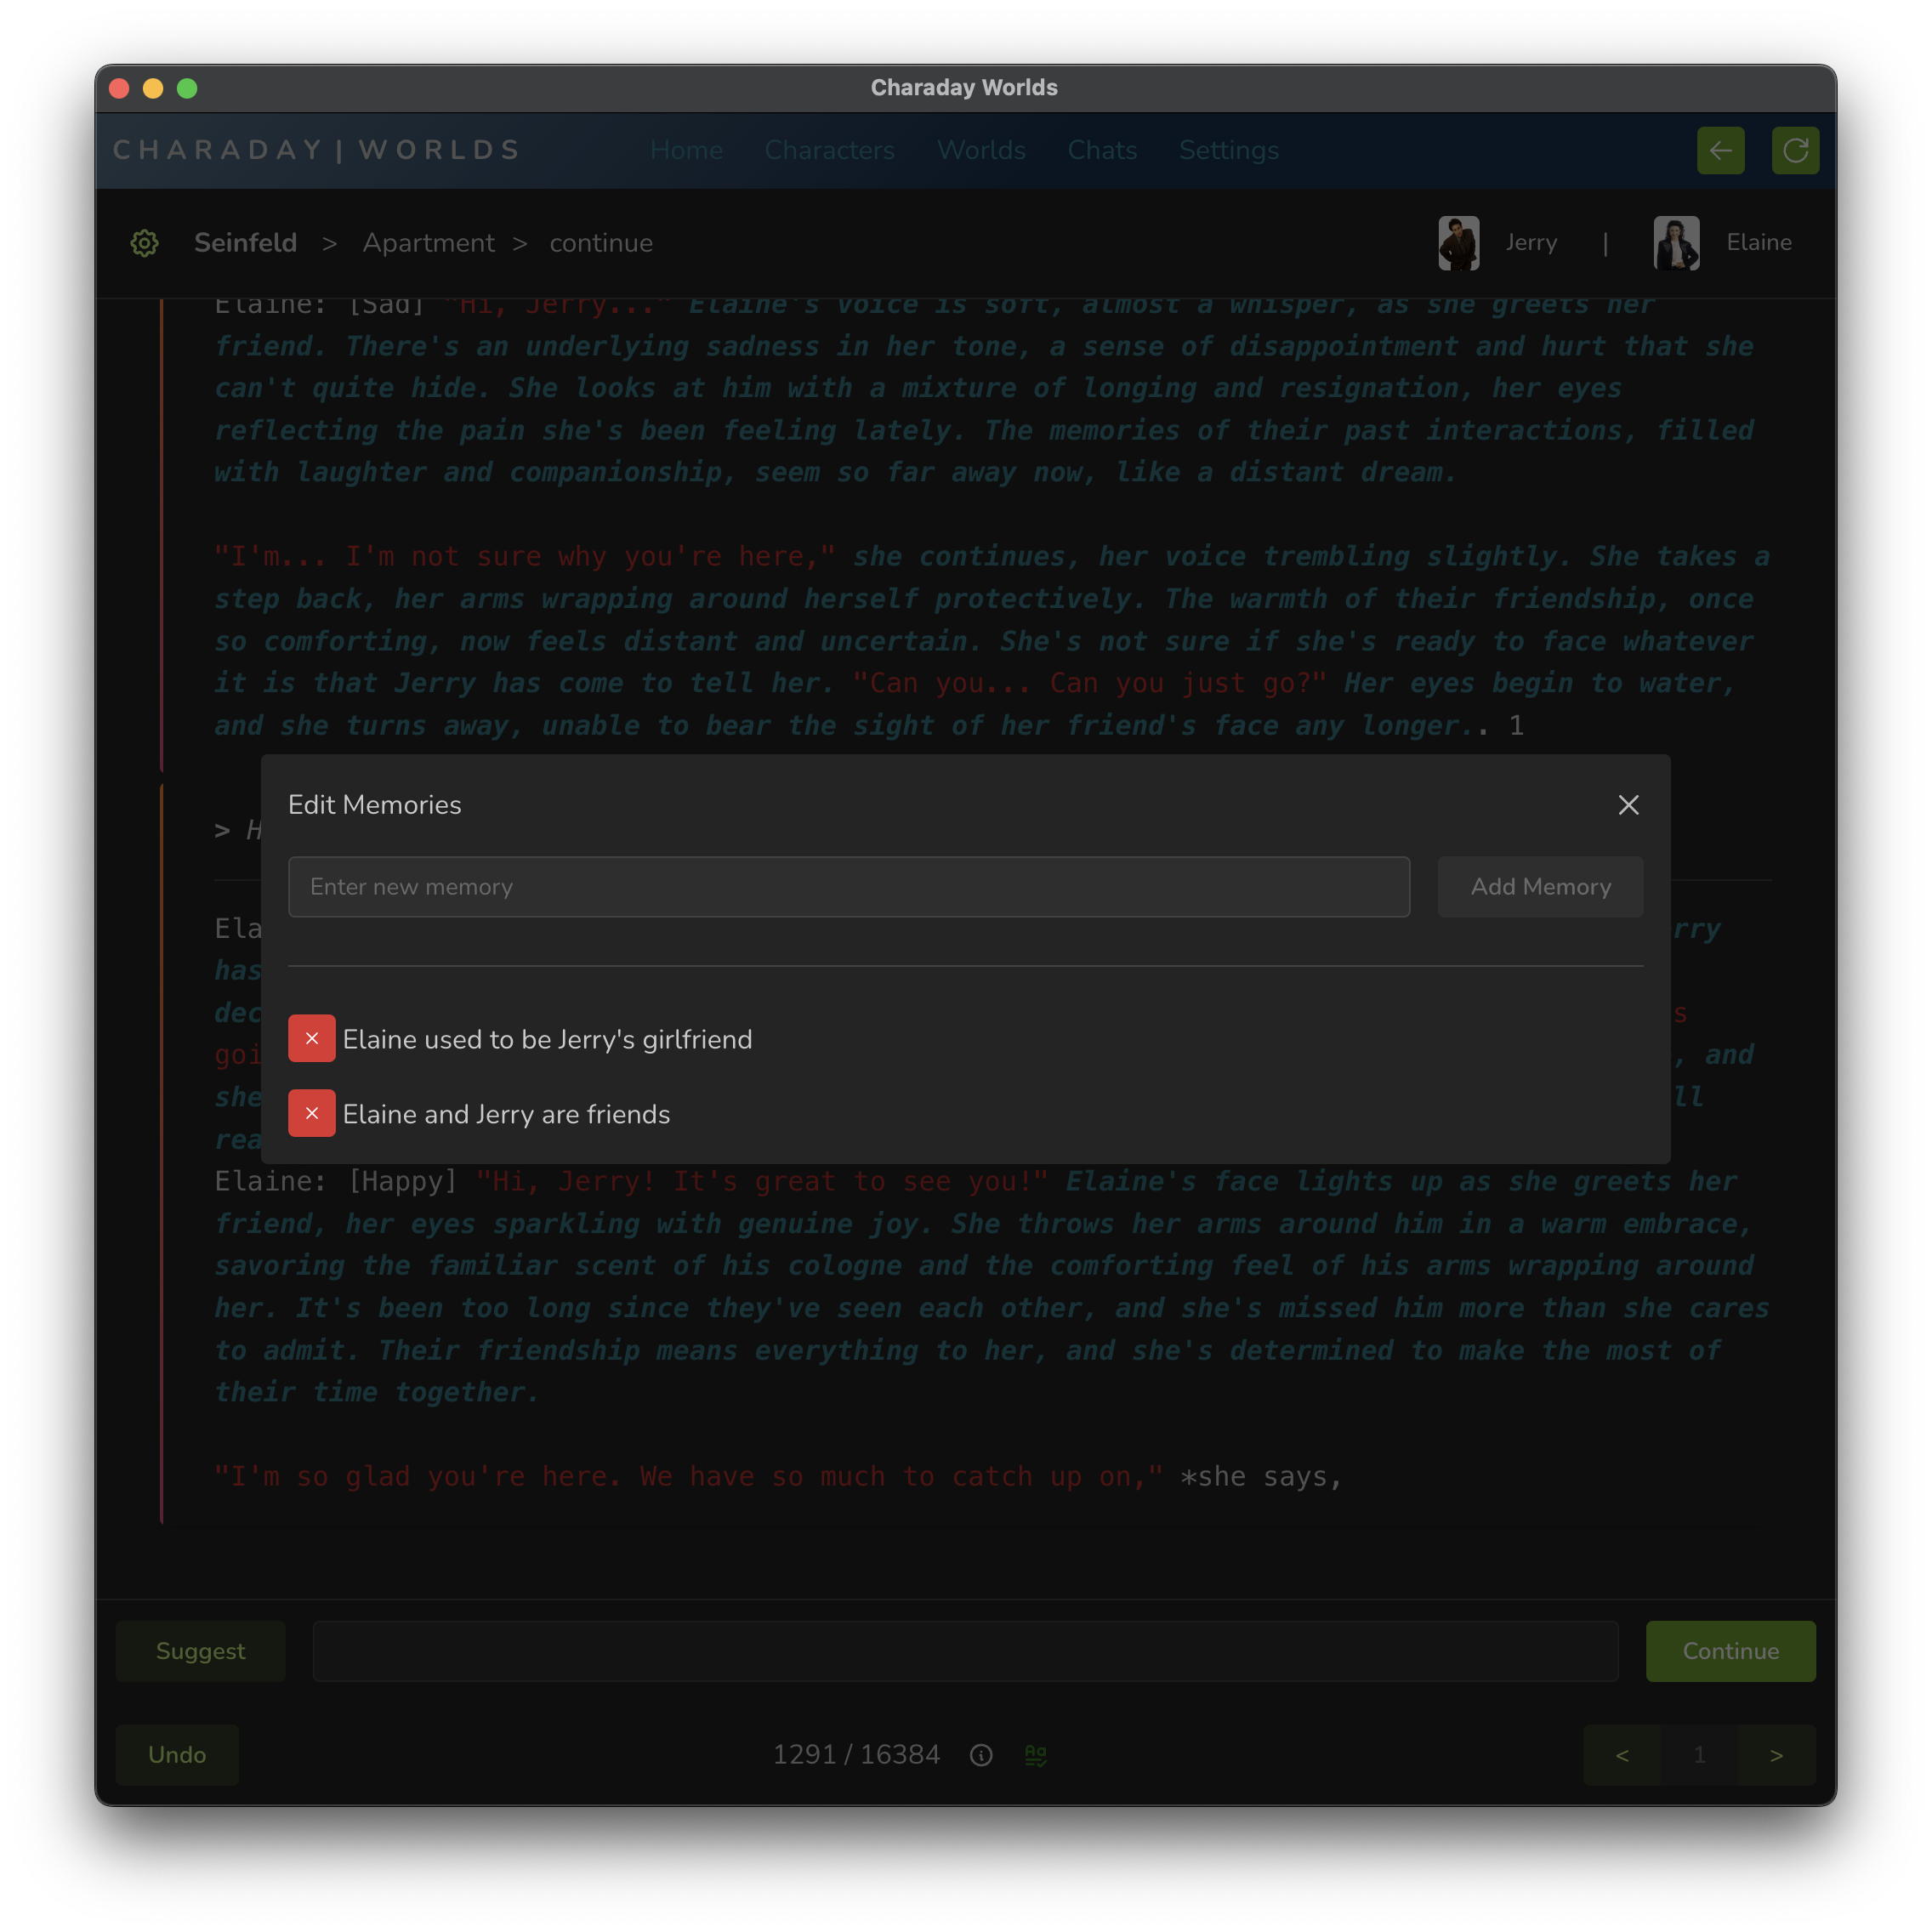 Charaday Worlds
CHARADAY | WORLDS
Home Characters Worlds Chats Settings
Seinfeld > Apartment > continue
Jerry | Elaine
Elaine: [Sad] "Hi, Jerry..." Elaine's voice is soft, almost a whisper, as she greets her
friend. There's an underlying sadness in her tone, a sense of disappointment and hurt that she
can't quite hide. She looks at him with a mixture of longing and resignation, her eyes
reflecting the pain she's been feeling lately. The memories of their past interactions, filled
with laughter and companionship, seem so far away now, like a distant dream.
"I'm... I'm not sure why you're here," she continues, her voice trembling slightly. She takes a
step back, her arms wrapping around herself protectively. The warmth of their friendship, once
so comforting, now feels distant and uncertain. She's not sure if she's ready to face whatever
it is that Jerry has come to tell her. "Can you... Can you just go?" Her eyes begin to water,
and she turns away, unable to bear the sight of her friend's face any longer.. 1
> H
Edit Memories
Enter new memory
Add Memory
Ela
rry
has
dec
s
goi
, and
she
ll
rea
Elaine used to be Jerry's girlfriend
Elaine and Jerry are friends
Elaine: [Happy] "Hi, Jerry! It's great to see you!" Elaine's face lights up as she greets her
friend, her eyes sparkling with genuine joy. She throws her arms around him in a warm embrace,
savoring the familiar scent of his cologne and the comforting feel of his arms wrapping around
her. It's been too long since they've seen each other, and she's missed him more than she cares
to admit. Their friendship means everything to her, and she's determined to make the most of
their time together.
"I'm so glad you're here. We have so much to catch up on," *she says,
Suggest
Continue
Undo
1291 / 16384
Aa
< 1 >